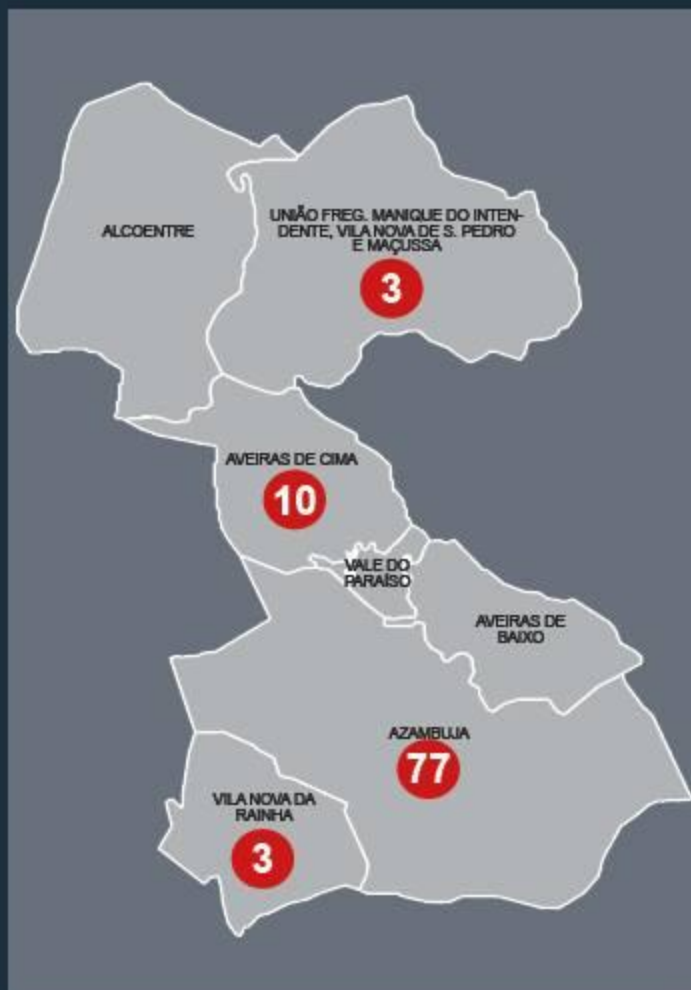 ALCOENTRE
UNIÃO FREG. MANIQUE DO INTEN-
DENTE, VILA NOVA DE S. PEDRO
E MAÇUSSA
3
AVEIRAS DE CIMA
10
VALE DO
PARAÍSO
AVEIRAS DE
BAIXO
AZAMBUJA
77
VILA NOVA DA
RAINHA
3